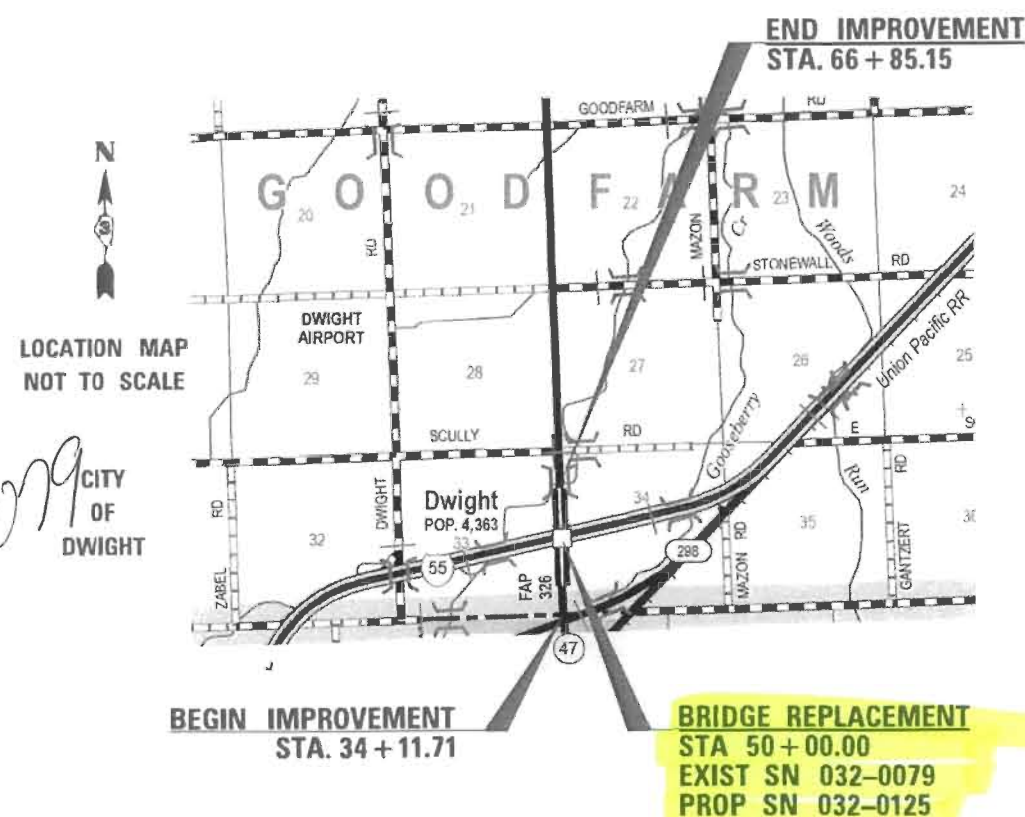 END IMPROVEMENT
STA. 66 + 85.15
GOODFARM
RD
N
GOODFARM
20
21
22
23
24
RD
MAZON
Cr
Woods
STONEWALL
RD
DWIGHT
AIRPORT
Union Pacific RR
LOCATION MAP
NOT TO SCALE
29
28
27
26
25
SCULLY
RD
E
Gooseberry
CITY
OF
DWIGHT
RD
DWIGHT
Dwight
POP. 4,363
32
33
34
35
Run
RD
ZABEL
55
298
FAP
326
MAZON RD
GANTZERT
47
BEGIN IMPROVEMENT
STA. 34 + 11.71
BRIDGE REPLACEMENT
STA 50 + 00.00
EXIST SN 032-0079
PROP SN 032-0125